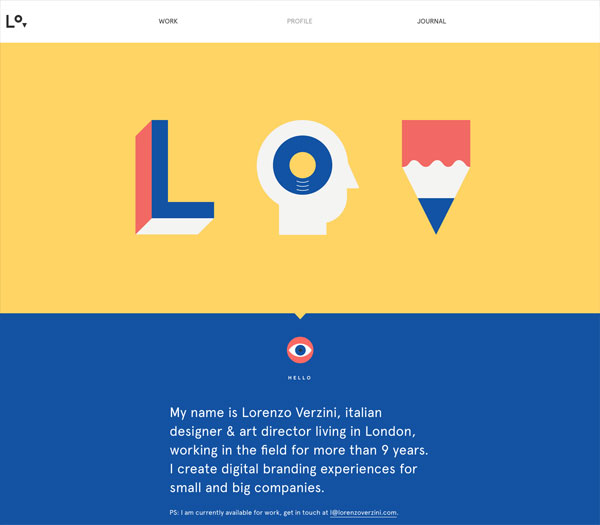 Lo
WORK
PROFILE
JOURNAL
L O V
HELLO
My name is Lorenzo Verzini, italian
designer & art director living in London,
working in the field for more than 9 years.
I create digital branding experiences for
small and big companies.
PS: I am currently available for work, get in touch at l@lorenzoverzini.com.